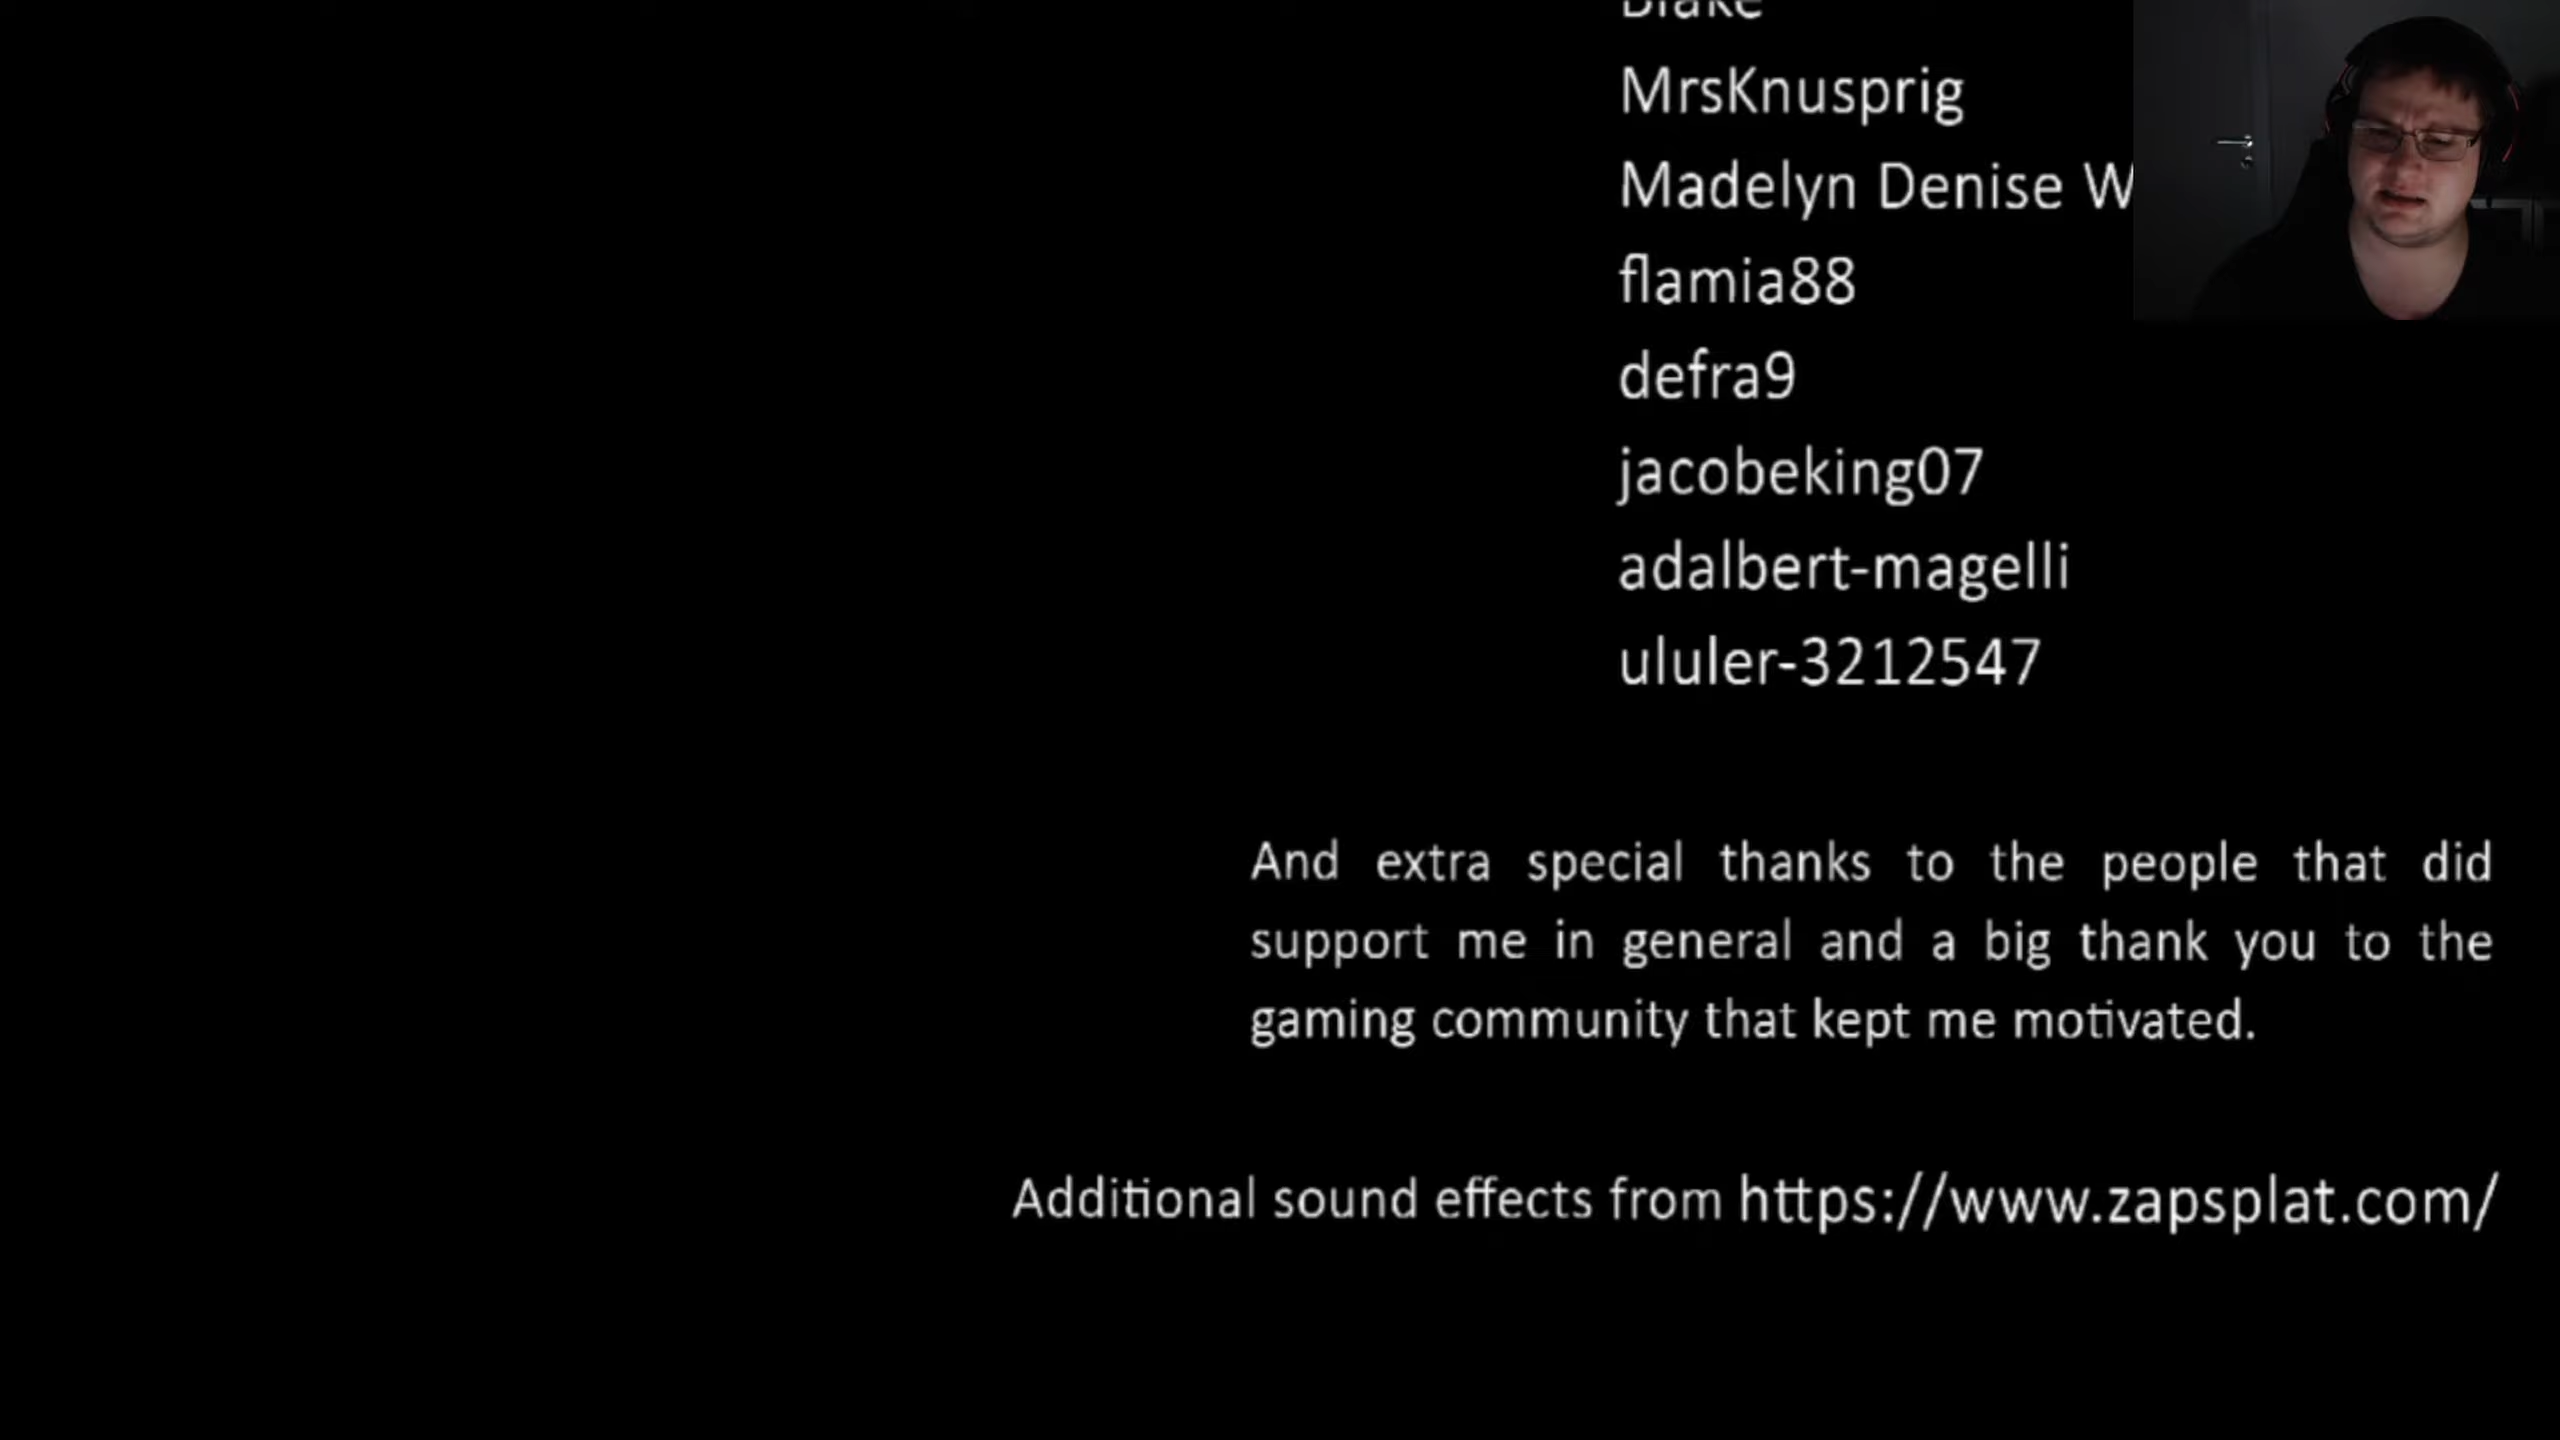 Blake
MrsKnusprig
Madelyn Denise W
flamia88
defra9
jacobeking07
adalbert-magelli
ululer-3212547
And extra special thanks to the people that did
support me in general and a big thank you to the
gaming community that kept me motivated.
Additional sound effects from https://www.zapsplat.com/